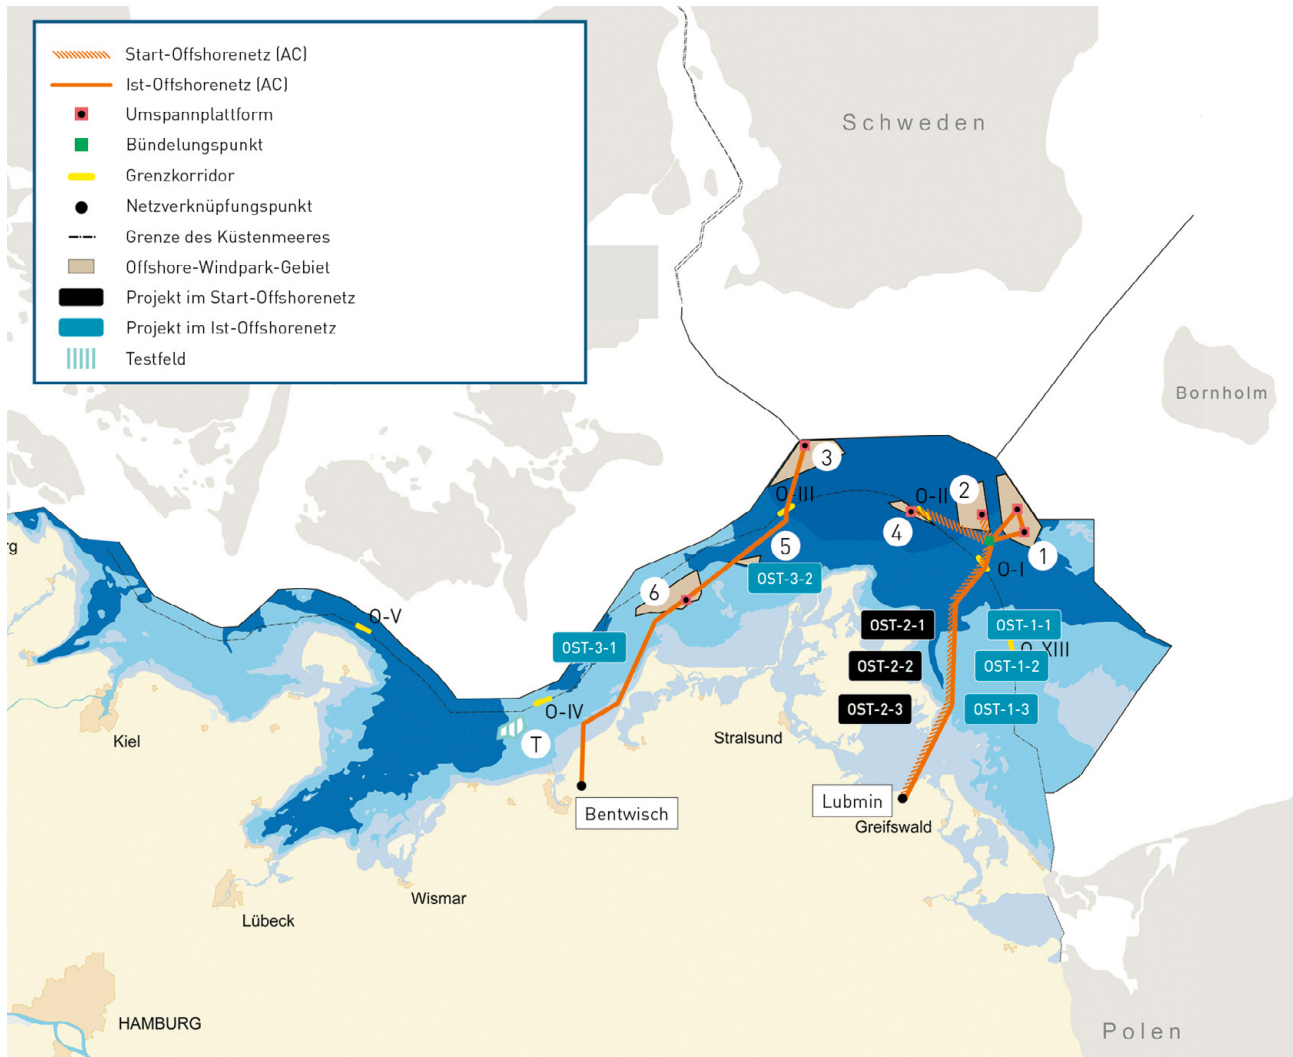 Start-Offshorenetz (AC)
Ist-Offshorenetz (AC)
Umspannplattform
Bündelungspunkt
Grenzkorridor
Netzverknüpfungspunkt
Grenze des Küstenmeeres
Offshore-Windpark-Gebiet
Projekt im Start-Offshorenetz
Projekt im Ist-Offshorenetz
Testfeld
Schweden
Bornholm
3
O-III
O-II
2
4
5
1
O-I
OST-3-2
6
O-V
OST-2-1
OST-1-1
OST-3-1
XIII
OST-2-2
OST-1-2
O-IV
OST-2-3
OST-1-3
T
Kiel
Stralsund
Bentwisch
Lubmin
Greifswald
Wismar
Lübeck
HAMBURG
Polen